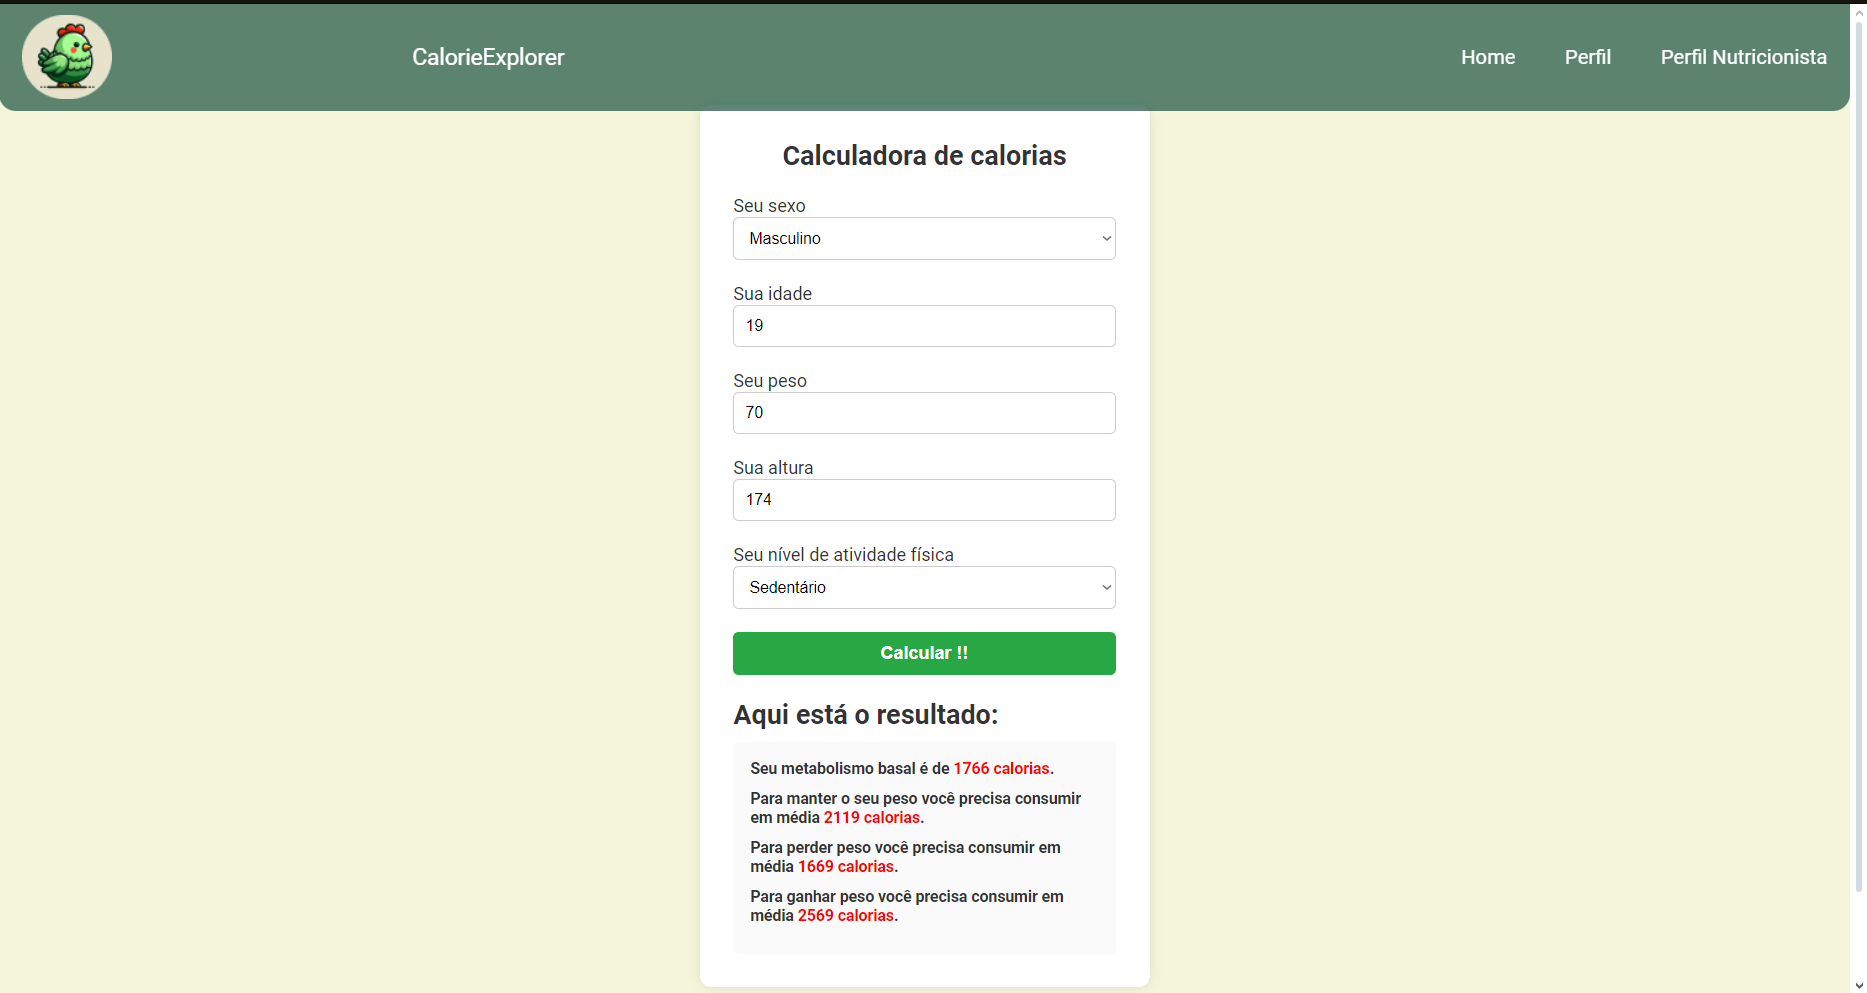 CalorieExplorer
Home
Perfil
Perfil Nutricionista
Calculadora de calorias
Seu sexo
Masculino
Sua idade
19
Seu peso
70
Sua altura
174
Seu nível de atividade física
Sedentário
Calcular !!
Aqui está o resultado:
Seu metabolismo basal é de 1766 calorias.
Para manter o seu peso você precisa consumir
em média 2119 calorias.
Para perder peso você precisa consumir em
média 1669 calorias.
Para ganhar peso você precisa consumir em
média 2569 calorias.